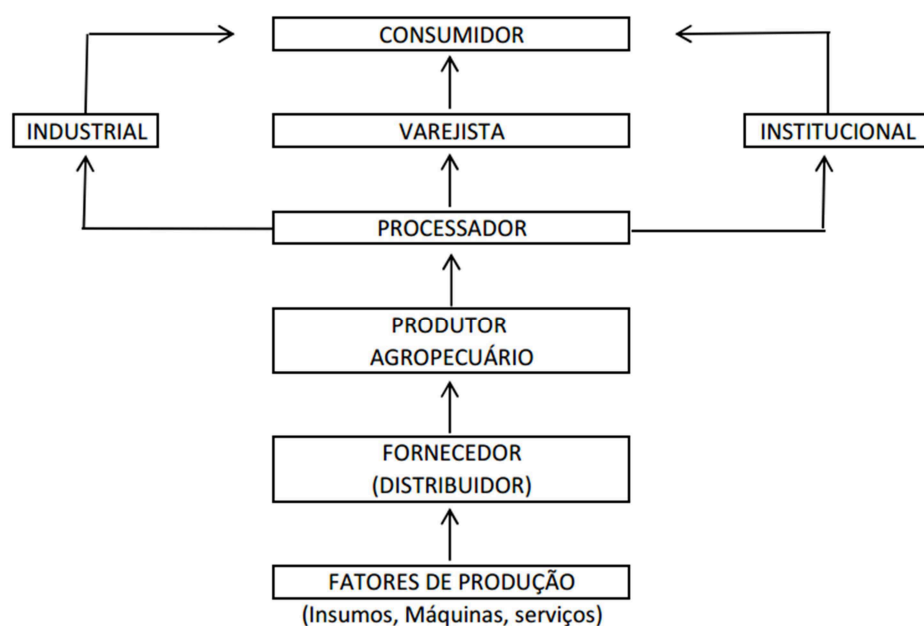 CONSUMIDOR
INDUSTRIAL
VAREJISTA
INSTITUCIONAL
PROCESSADOR
PRODUTOR
AGROPECUÁRIO
FORNECEDOR
(DISTRIBUIDOR)
FATORES DE PRODUÇÃO
(Insumos, Máquinas, serviços)